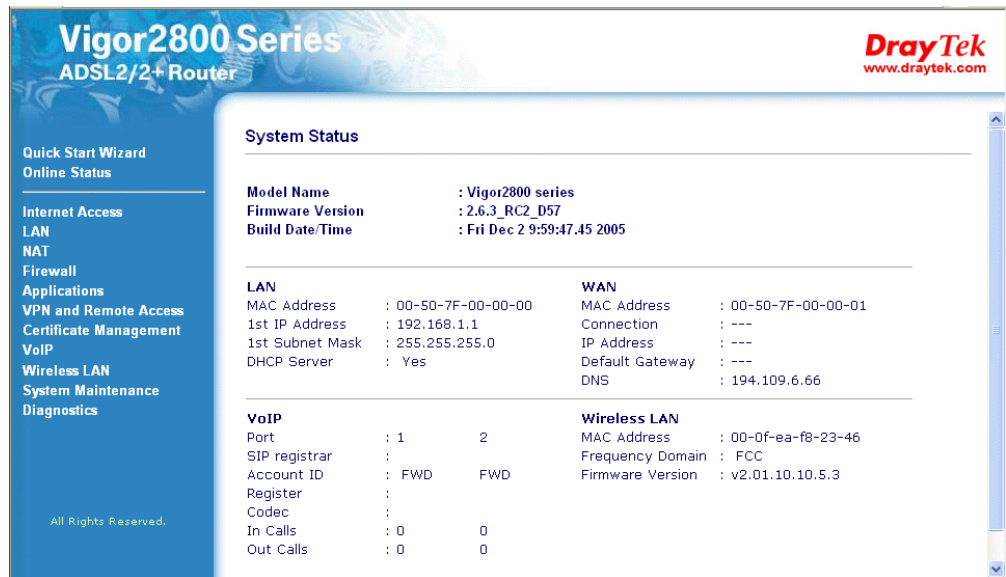 Vigor2800 Series
ADSL2/2+ Router
DrayTek
www.draytek.com
Quick Start Wizard
Online Status
Internet Access
LAN
NAT
Firewall
Applications
VPN and Remote Access
Certificate Management
VoIP
Wireless LAN
System Maintenance
Diagnostics
All Rights Reserved.
System Status
Model Name : Vigor2800 series
Firmware Version : 2.6.3_RC2_D57
Build Date/Time : Fri Dec 2 9:59:47.45 2005
LAN
MAC Address : 00-50-7F-00-00-00
1st IP Address : 192.168.1.1
1st Subnet Mask : 255.255.255.0
DHCP Server : Yes
WAN
MAC Address : 00-50-7F-00-00-01
Connection : ---
IP Address : ---
Default Gateway : ---
DNS : 194.109.6.66
VoIP
Port : 1 2
SIP registrar :
Account ID : FWD FWD
Register :
Codec :
In Calls : 0 0
Out Calls : 0 0
Wireless LAN
MAC Address : 00-0f-ea-f8-23-46
Frequency Domain : FCC
Firmware Version : v2.01.10.10.5.3